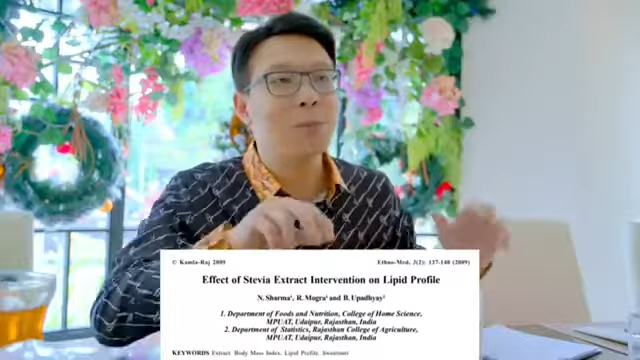 © Kamla-Raj 2009 Ethno-Med, 3(2): 137-140 (2009)
Effect of Stevia Extract Intervention on Lipid Profile
N. Sharma¹, R. Mogra¹ and B. Upadhyay²
1. Department of Foods and Nutrition, College of Home Science,
MPUAT, Udaipur, Rajasthan, India
2. Department of Statistics, Rajasthan College of Agriculture,
MPUAT, Udaipur, Rajasthan, India
KEYWORDS Extract. Body Mass Index. Lipid Profile. Sweetener